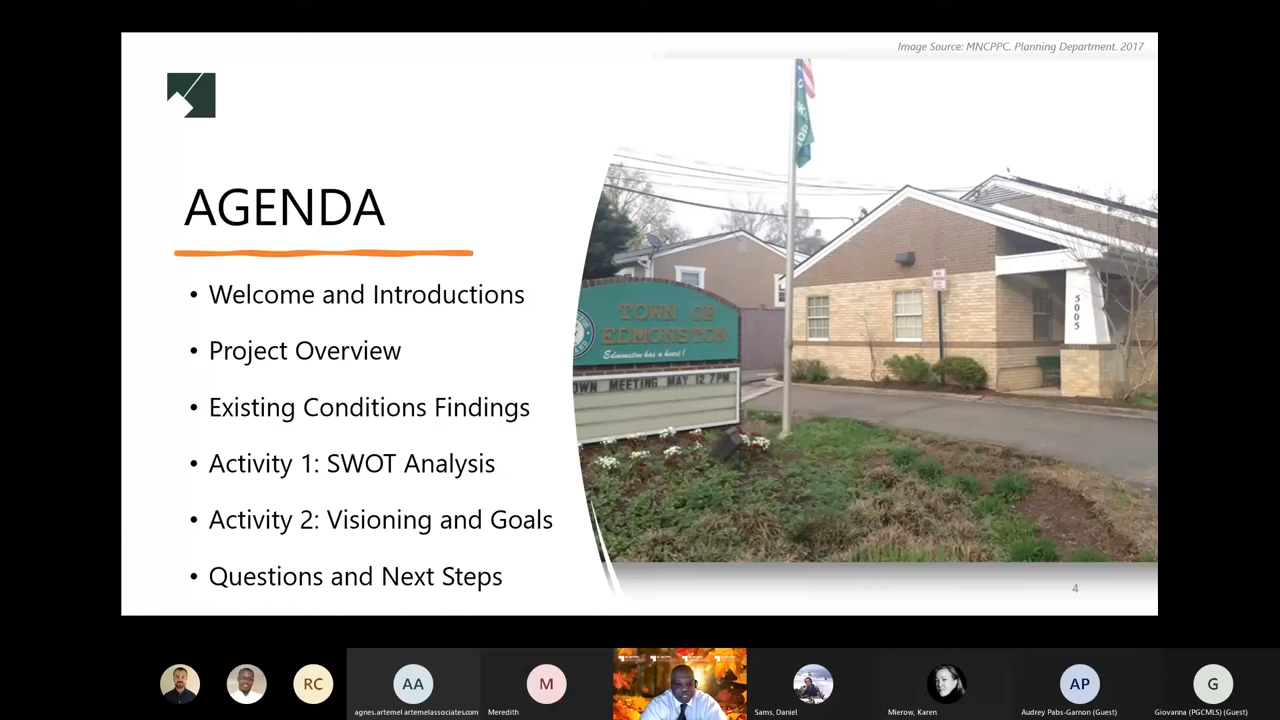 Image Source: MNCPPC. Planning Department. 2017
AGENDA
• Welcome and Introductions
• Project Overview
• Existing Conditions Findings
• Activity 1: SWOT Analysis
• Activity 2: Visioning and Goals
• Questions and Next Steps
TOWN OF
EDMONSTON
Edmonston has a heart!
OWN MEETING MAY 12 7PM
5005
4
RC
AA
M
AP
G
agnes.artemel artemelassociates.com
Meredith
Sams, Daniel
Mierow, Karen
Audrey Pabs-Garnon (Guest)
Giovanna (PGCMLS) (Guest)